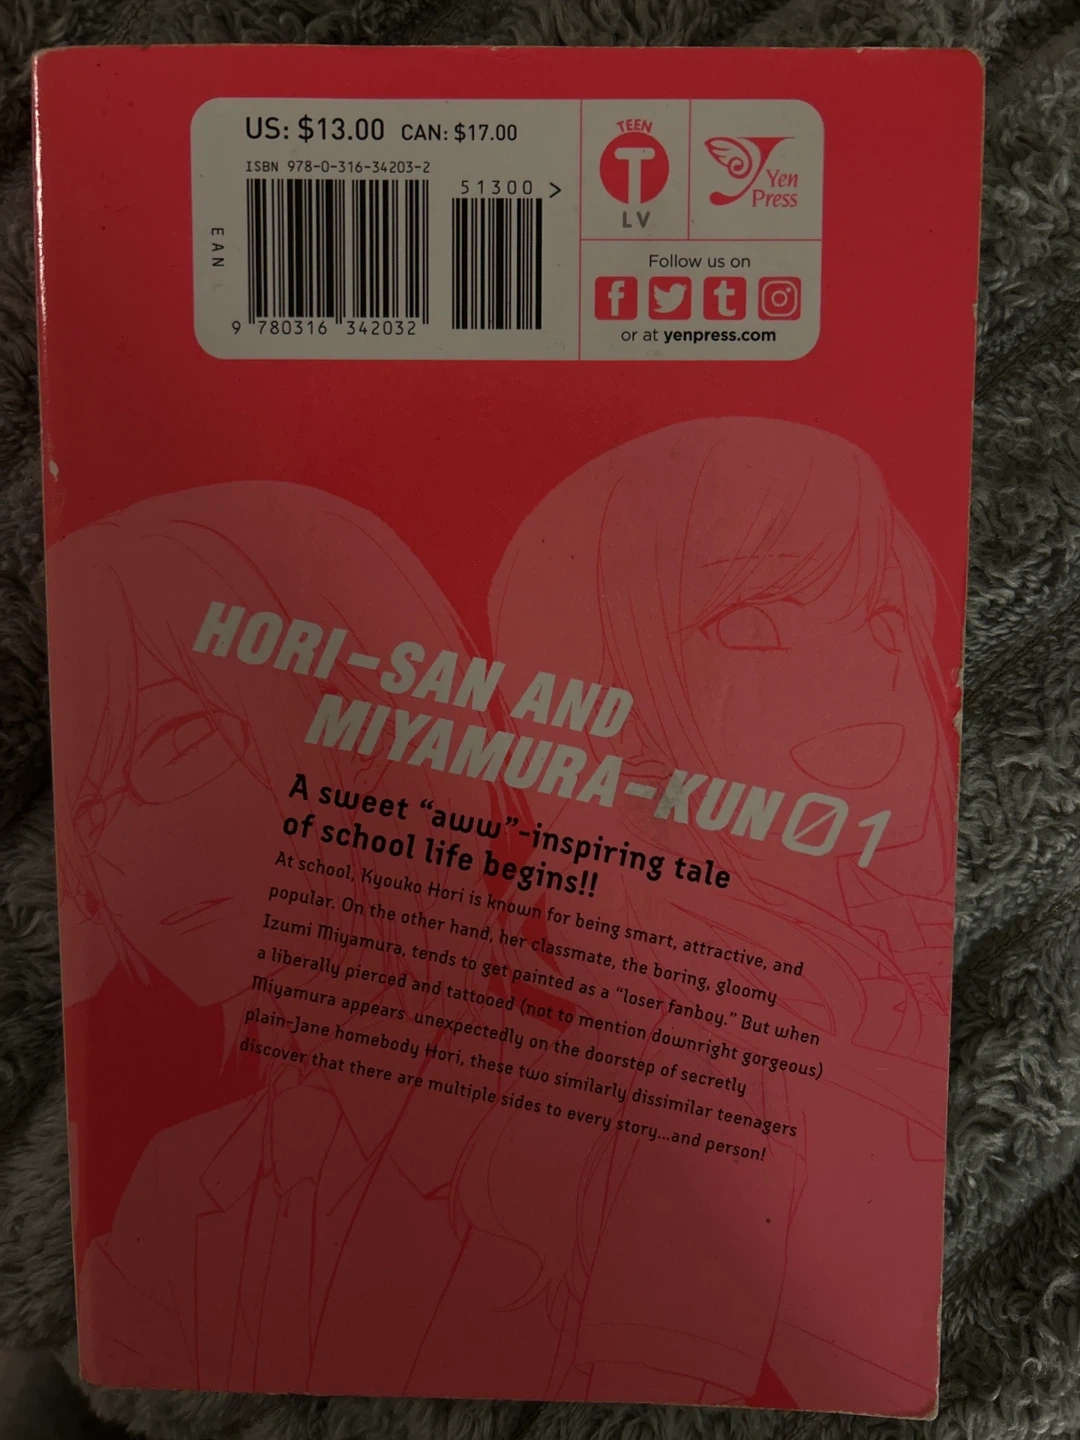 US: $13.00 CAN: $17.00
ISBN 978-0-316-34203-2
51300 >
EAN
9 780316 342032
TEEN
T
LV
Yen
Press
Follow us on
f t
or at yenpress.com
HORI-SAN AND
MIYAMURA-KUN 01
A sweet “aww”-inspiring tale
of school life begins!!
At school, Kyouko Hori is known for being smart, attractive, and
popular. On the other hand, her classmate, the boring, gloomy
Izumi Miyamura, tends to get painted as a “loser fanboy.” But when
a liberally pierced and tattooed (not to mention downright gorgeous)
Miyamura appears unexpectedly on the doorstep of secretly
plain-Jane homebody Hori, these two similarly dissimilar teenagers
discover that there are multiple sides to every story...and person!